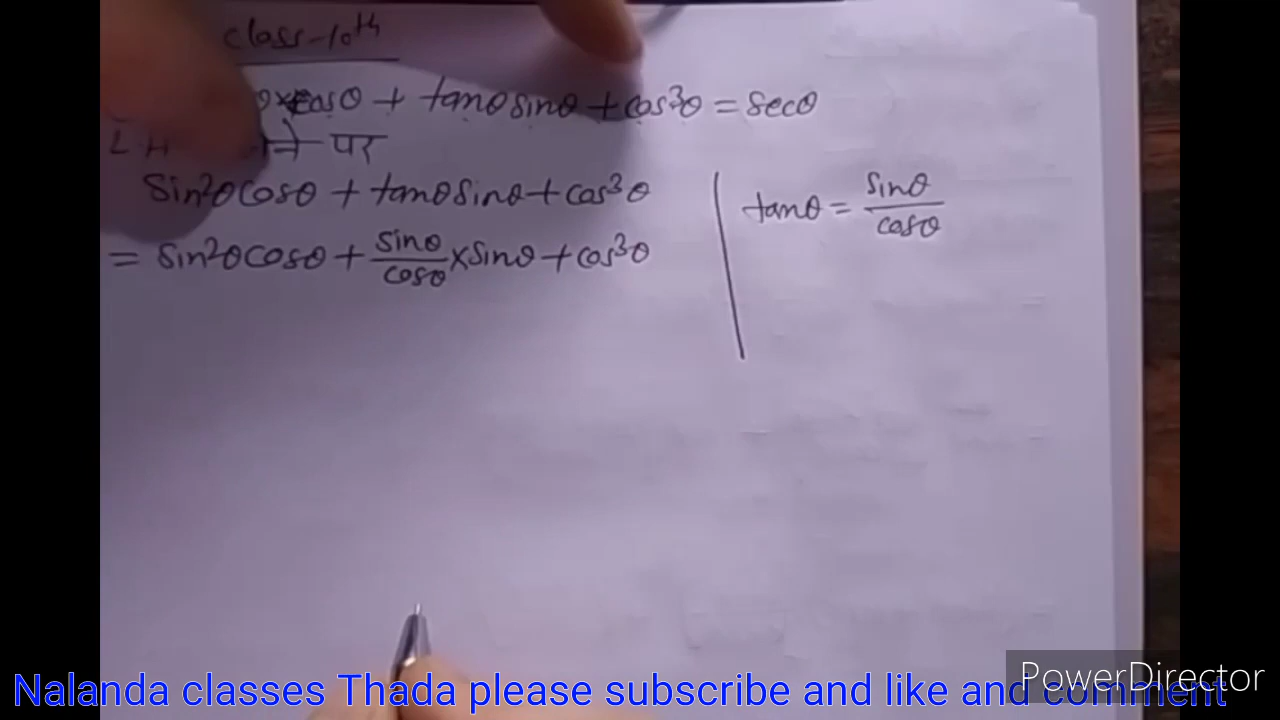 class-10th
θ×cosθ + tanθ sinθ + cos³θ = secθ
L H ने पर
Sin²θ cosθ + tanθ sinθ + cos³θ
tanθ = sinθ/cosθ
= Sin²θ cosθ + sinθ/cosθ × sinθ + cos³θ
PowerDirector
Nalanda classes Thada please subscribe and like and comment